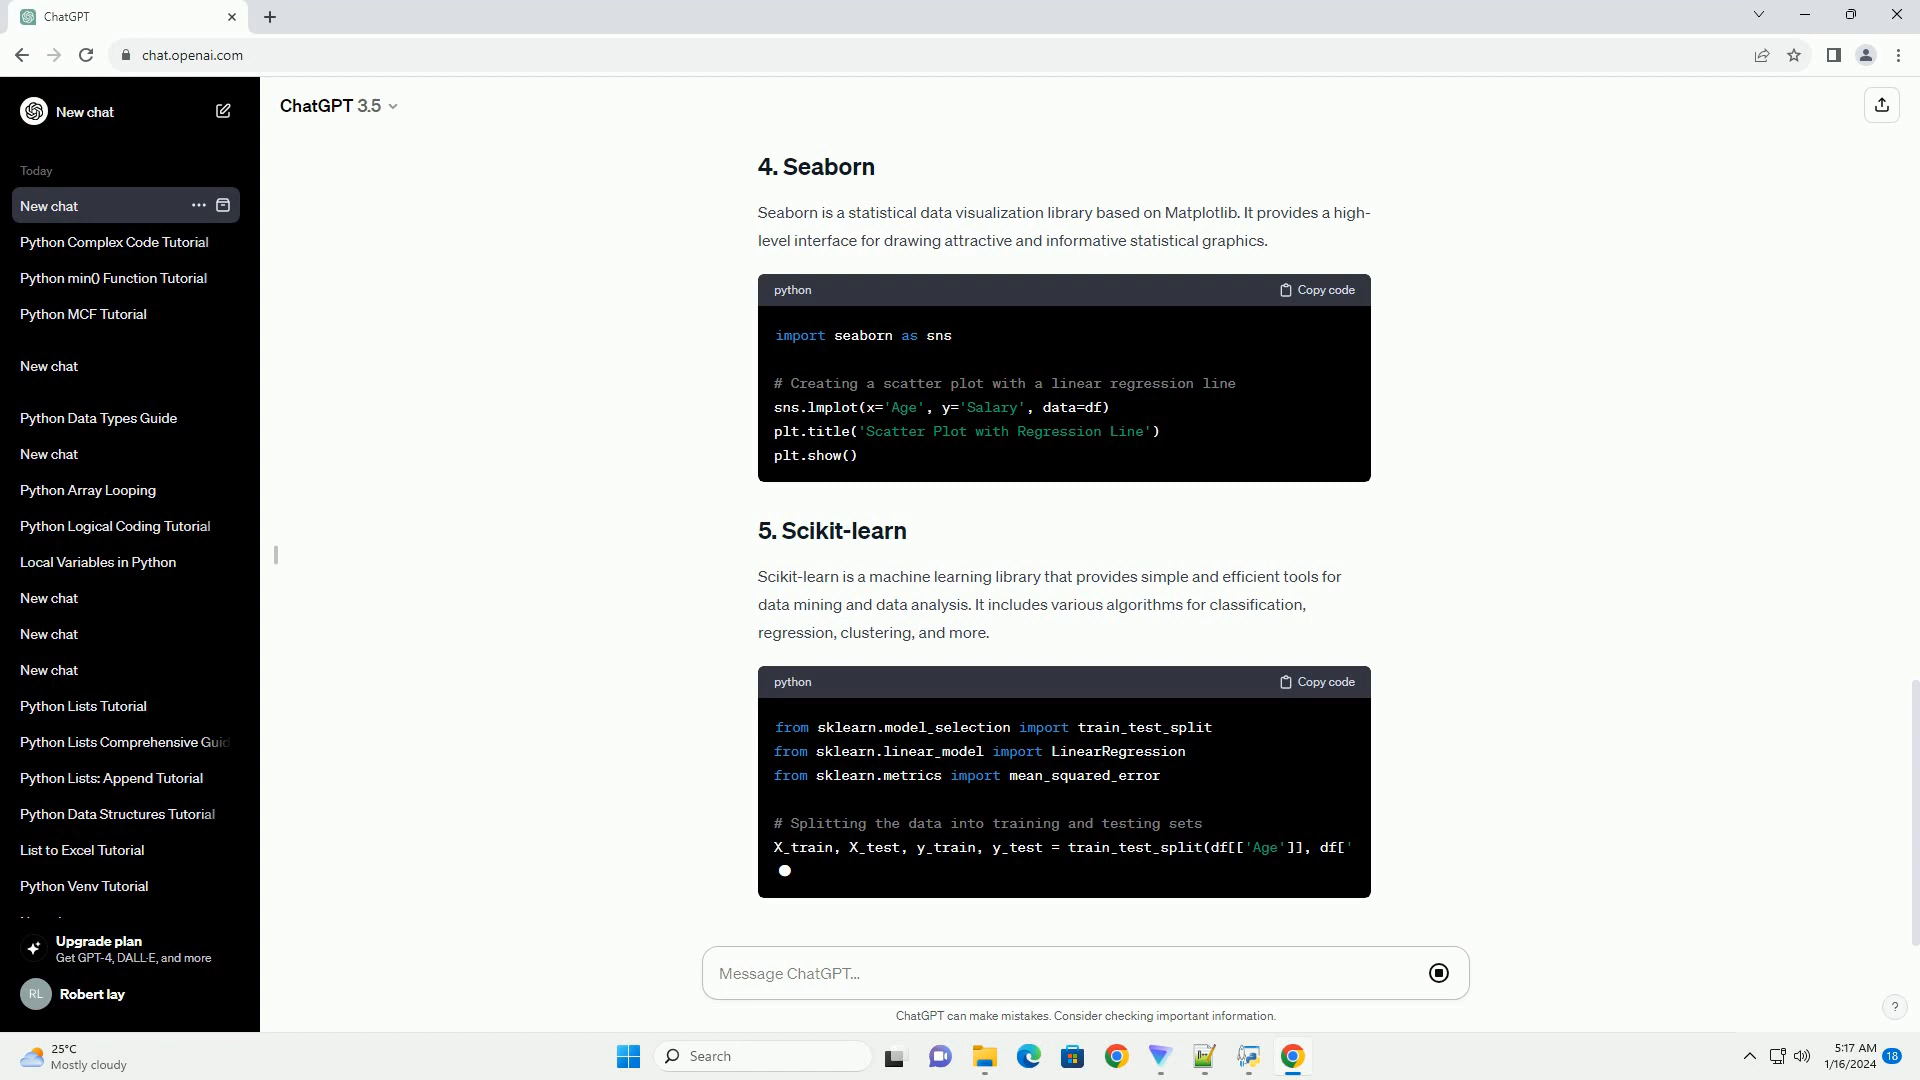 ChatGPT
chat.openai.com
New chat
Today
New chat
Python Complex Code Tutorial
Python min() Function Tutorial
Python MCF Tutorial
New chat
Python Data Types Guide
New chat
Python Array Looping
Python Logical Coding Tutorial
Local Variables in Python
New chat
New chat
New chat
Python Lists Tutorial
Python Lists Comprehensive Guid
Python Lists: Append Tutorial
Python Data Structures Tutorial
List to Excel Tutorial
Python Venv Tutorial
Upgrade plan
Get GPT-4, DALL·E, and more
RL Robert lay
ChatGPT 3.5
4. Seaborn
Seaborn is a statistical data visualization library based on Matplotlib. It provides a high-
level interface for drawing attractive and informative statistical graphics.
python Copy code
import seaborn as sns
# Creating a scatter plot with a linear regression line
sns.lmplot(x='Age', y='Salary', data=df)
plt.title('Scatter Plot with Regression Line')
plt.show()
5. Scikit-learn
Scikit-learn is a machine learning library that provides simple and efficient tools for
data mining and data analysis. It includes various algorithms for classification,
regression, clustering, and more.
python Copy code
from sklearn.model_selection import train_test_split
from sklearn.linear_model import LinearRegression
from sklearn.metrics import mean_squared_error
# Splitting the data into training and testing sets
X_train, X_test, y_train, y_test = train_test_split(df[['Age']], df['
Message ChatGPT...
ChatGPT can make mistakes. Consider checking important information.
?
25°C
Mostly cloudy
Search
5:17 AM
1/16/2024
18